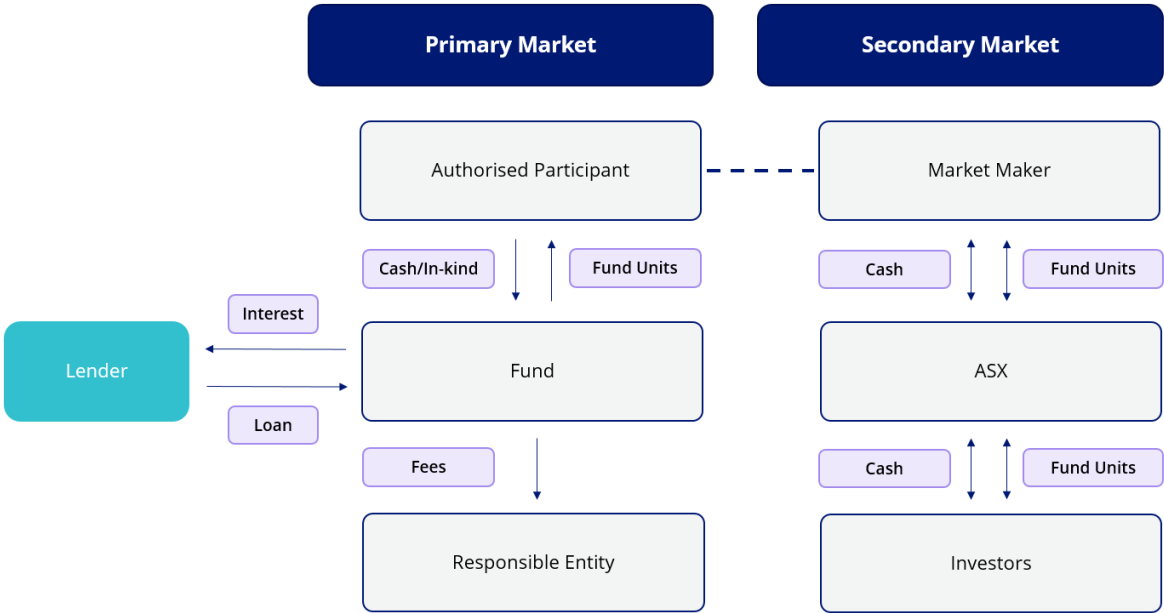 Primary Market
Secondary Market
Authorised Participant
Market Maker
Cash/In-kind
Fund Units
Cash
Fund Units
Interest
Lender
Fund
ASX
Loan
Fees
Cash
Fund Units
Responsible Entity
Investors